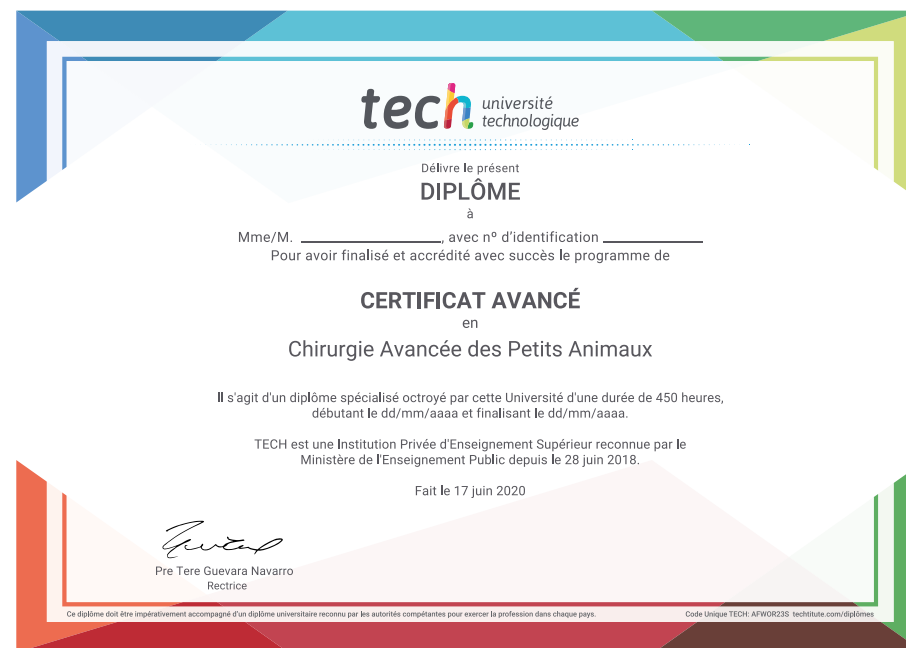 tech université
technologique
Délivre le présent
DIPLÔME
à
Mme/M. ____________________, avec nº d'identification ______________
Pour avoir finalisé et accrédité avec succès le programme de
CERTIFICAT AVANCÉ
en
Chirurgie Avancée des Petits Animaux
Il s'agit d'un diplôme spécialisé octroyé par cette Université d'une durée de 450 heures,
débutant le dd/mm/aaaa et finalisant le dd/mm/aaaa.
TECH est une Institution Privée d'Enseignement Supérieur reconnue par le
Ministère de l'Enseignement Public depuis le 28 juin 2018.
Fait le 17 juin 2020
Pre Tere Guevara Navarro
Rectrice
Ce diplôme doit être impérativement accompagné d'un diplôme universitaire reconnu par les autorités compétantes pour exercer la profession dans chaque pays.
Code Unique TECH: AFWOR23S techtitute.com/diplômes